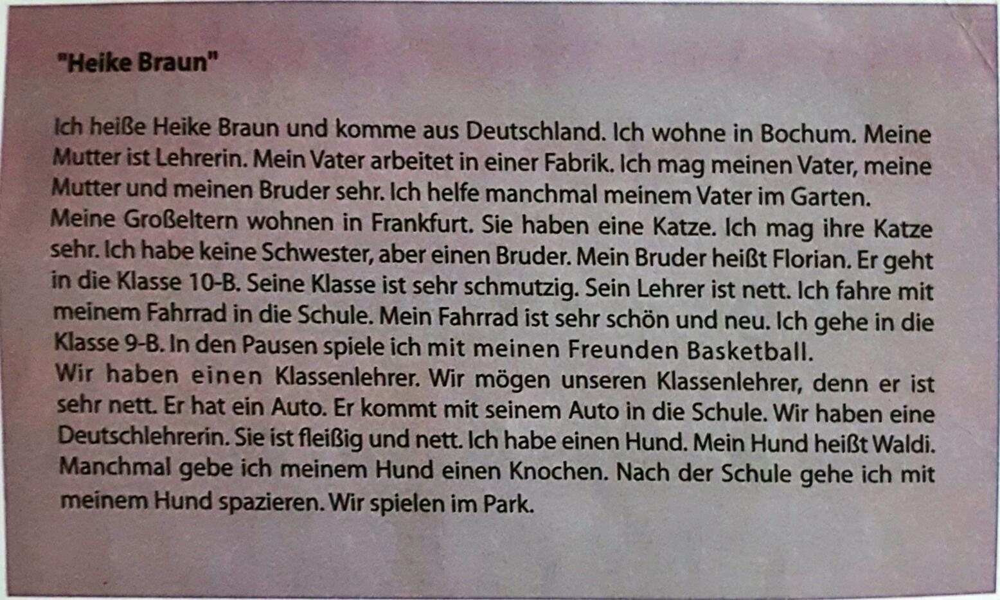 "Heike Braun"
Ich heiße Heike Braun und komme aus Deutschland. Ich wohne in Bochum. Meine
Mutter ist Lehrerin. Mein Vater arbeitet in einer Fabrik. Ich mag meinen Vater, meine
Mutter und meinen Bruder sehr. Ich helfe manchmal meinem Vater im Garten.
Meine Großeltern wohnen in Frankfurt. Sie haben eine Katze. Ich mag ihre Katze
sehr. Ich habe keine Schwester, aber einen Bruder. Mein Bruder heißt Florian. Er geht
in die Klasse 10-B. Seine Klasse ist sehr schmutzig. Sein Lehrer ist nett. Ich fahre mit
meinem Fahrrad in die Schule. Mein Fahrrad ist sehr schön und neu. Ich gehe in die
Klasse 9-B. In den Pausen spiele ich mit meinen Freunden Basketball.
Wir haben einen Klassenlehrer. Wir mögen unseren Klassenlehrer, denn er ist
sehr nett. Er hat ein Auto. Er kommt mit seinem Auto in die Schule. Wir haben eine
Deutschlehrerin. Sie ist fleißig und nett. Ich habe einen Hund. Mein Hund heißt Waldi.
Manchmal gebe ich meinem Hund einen Knochen. Nach der Schule gehe ich mit
meinem Hund spazieren. Wir spielen im Park.